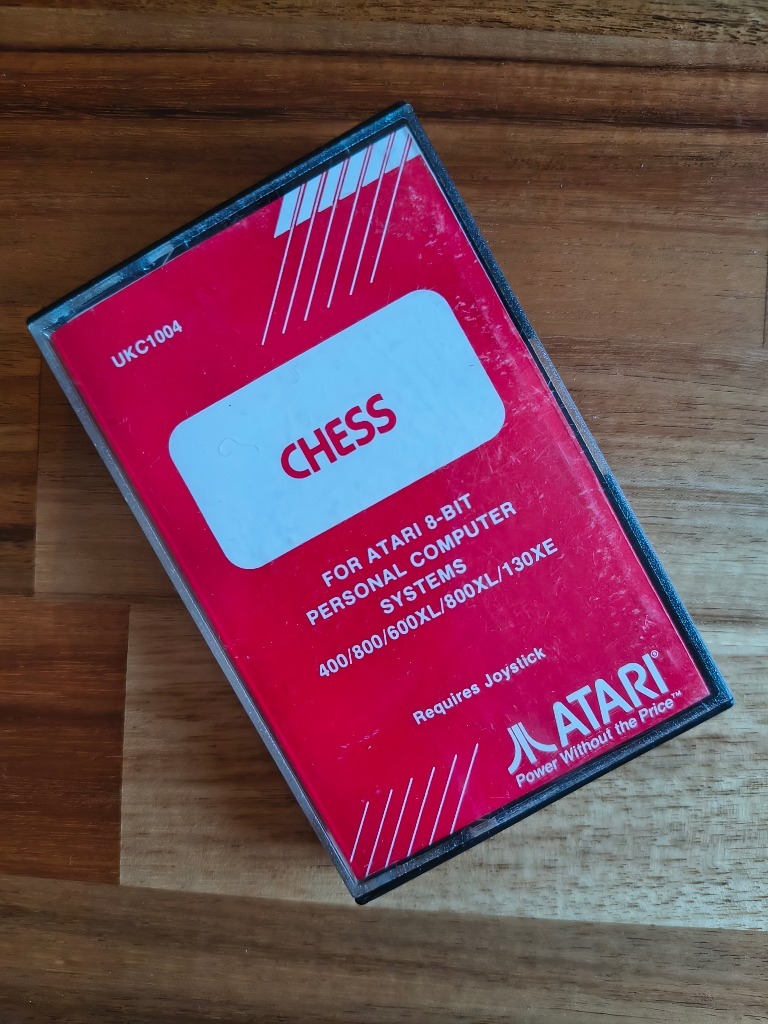 UKC1004
CHESS
FOR ATARI 8-BIT
PERSONAL COMPUTER
SYSTEMS
400/800/600XL/800XL/130XE
Requires Joystick
ATARI®
Power Without the Price™